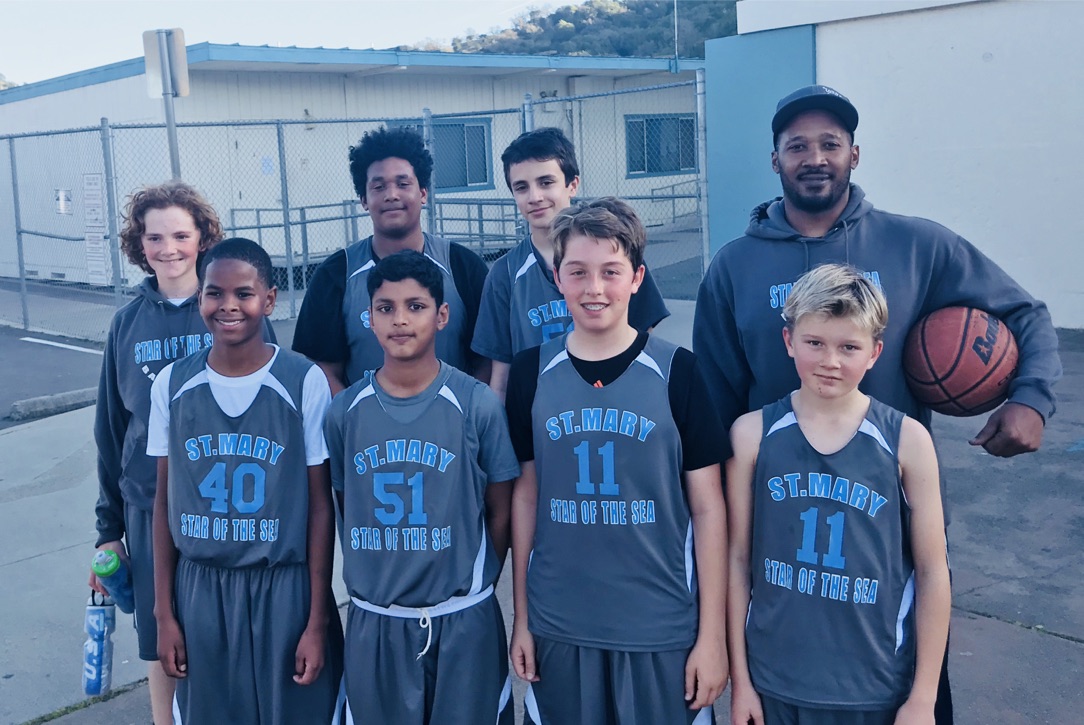 STAR OF THE SEA
ST.MARY
40
STAR OF THE SEA
ST.MARY
51
STAR OF THE SEA
ST.MARY
11
STAR OF THE SEA
ST.MARY
11
STAR OF THE SEA
USA